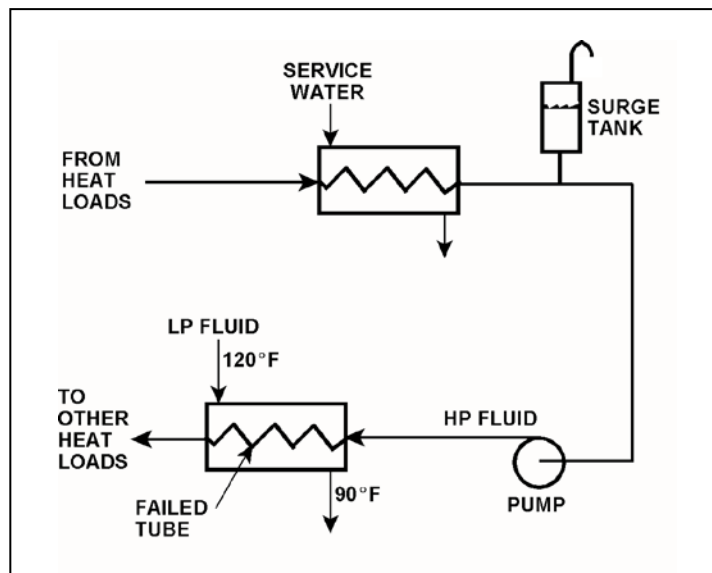 SERVICE
WATER
SURGE
TANK
FROM
HEAT
LOADS
LP FLUID
120°F
TO
OTHER
HEAT
LOADS
HP FLUID
90°F
FAILED
TUBE
PUMP